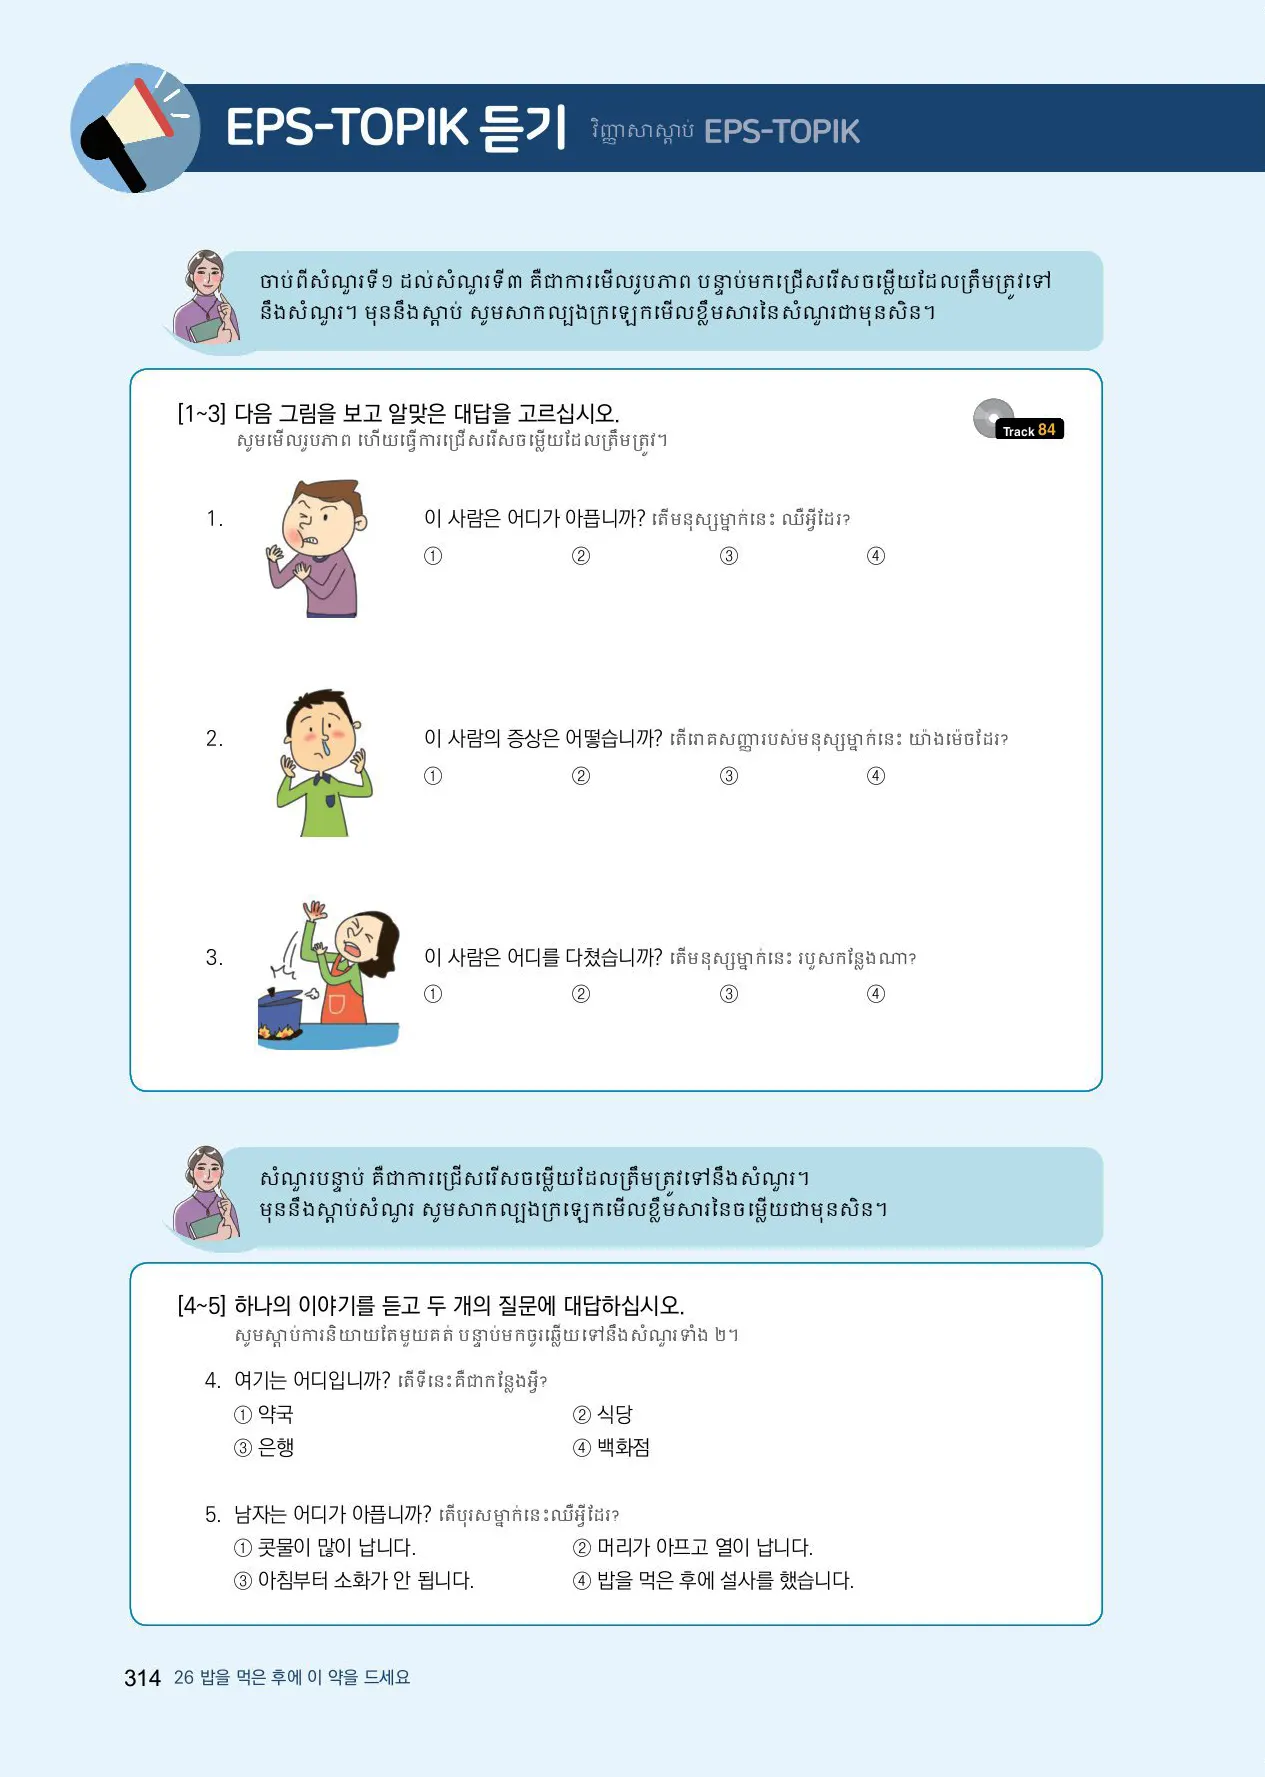 EPS-TOPIK 듣기 វិញ្ញាសាស្តាប់ EPS-TOPIK
ចាប់ពីសំណួរទី១ ដល់សំណួរទី៣ គឺជាការមើលរូបភាព បន្ទាប់មកជ្រើសរើសចម្លើយដែលត្រឹមត្រូវទៅ
នឹងសំណួរ។ មុននឹងស្តាប់ សូមសាកល្បងក្រឡេកមើលខ្លឹមសារនៃសំណួរជាមុនសិន។
[1~3] 다음 그림을 보고 알맞은 대답을 고르십시오.
សូមមើលរូបភាព ហើយធ្វើការជ្រើសរើសចម្លើយដែលត្រឹមត្រូវ។
Track 84
1. 이 사람은 어디가 아픕니까? តើមនុស្សម្នាក់នេះ ឈឺអ្វីដែរ?
① ② ③ ④
2. 이 사람의 증상은 어떻습니까? តើរោគសញ្ញារបស់មនុស្សម្នាក់នេះ យ៉ាងម៉េចដែរ?
① ② ③ ④
3. 이 사람은 어디를 다쳤습니까? តើមនុស្សម្នាក់នេះ របួសកន្លែងណា?
① ② ③ ④
សំណួរបន្ទាប់ គឺជាការជ្រើសរើសចម្លើយដែលត្រឹមត្រូវទៅនឹងសំណួរ។
មុននឹងស្តាប់សំណួរ សូមសាកល្បងក្រឡេកមើលខ្លឹមសារនៃចម្លើយជាមុនសិន។
[4~5] 하나의 이야기를 듣고 두 개의 질문에 대답하십시오.
សូមស្តាប់ការនិយាយតែមួយគត់ បន្ទាប់មកចូរឆ្លើយទៅនឹងសំណួរទាំង ២។
4. 여기는 어디입니까? តើទីនេះគឺជាកន្លែងអ្វី?
① 약국 ② 식당
③ 은행 ④ 백화점
5. 남자는 어디가 아픕니까? តើបុរសម្នាក់នេះឈឺអ្វីដែរ?
① 콧물이 많이 납니다. ② 머리가 아프고 열이 납니다.
③ 아침부터 소화가 안 됩니다. ④ 밥을 먹은 후에 설사를 했습니다.
314 26 밥을 먹은 후에 이 약을 드세요